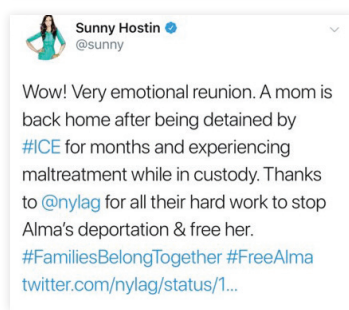 Sunny Hostin
@sunny
Wow! Very emotional reunion. A mom is
back home after being detained by
#ICE for months and experiencing
maltreatment while in custody. Thanks
to @nylag for all their hard work to stop
Alma's deportation & free her.
#FamiliesBelongTogether #FreeAlma
twitter.com/nylag/status/1...